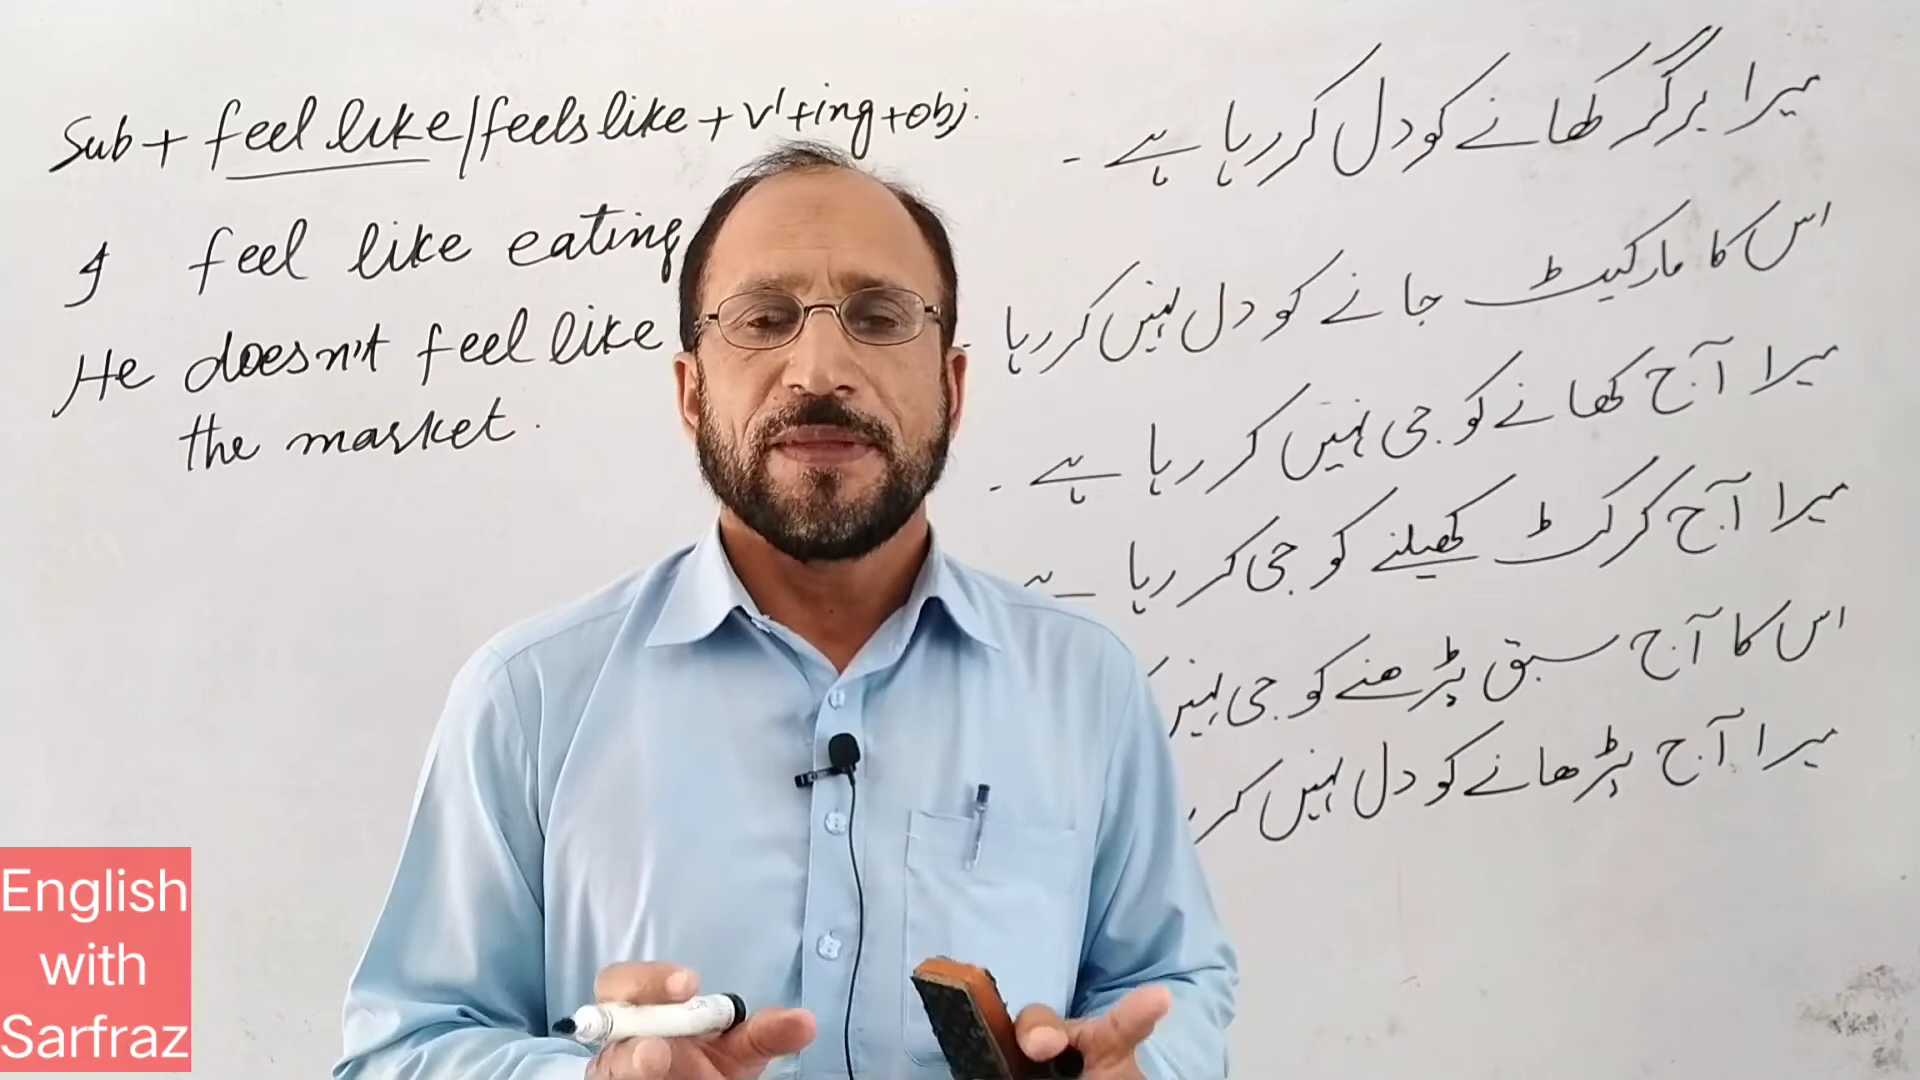 Sub + feel like/feels like + v1+ing+obj.
I feel like eating
He doesn't feel like
the market.
میرا برگر کھانے کو دل کر رہا ہے ۔
اس کا مارکیٹ جانے کو دل نہیں کر رہا
میرا آج کھانے کو جی نہیں کر رہا ہے ۔
میرا آج کرکٹ کھیلنے کو جی کر رہا ہے
اس کا آج سبق پڑھنے کو جی نہیں
میرا آج پڑھانے کو دل نہیں کر
English
with
Sarfraz